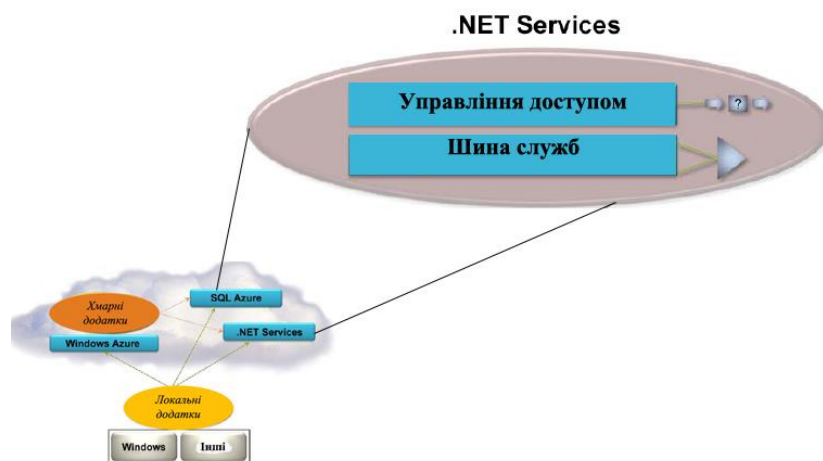 .NET Services
Управління доступом
?
Шина служб
SQL Azure
Хмарні
додатки
.NET Services
Windows Azure
Локальні
додатки
Windows
Інші